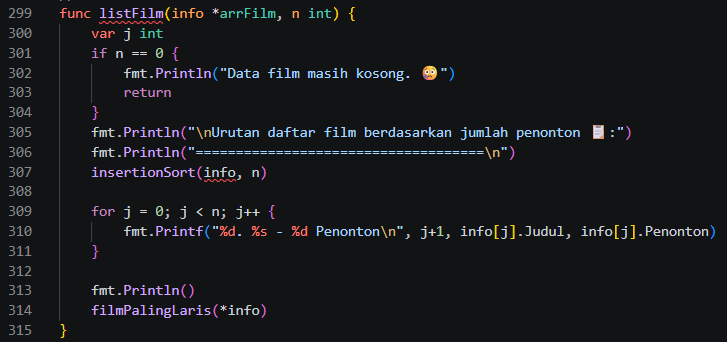 299 func listFilm(info *arrFilm, n int) {
300     var j int
301     if n == 0 {
302         fmt.Println("Data film masih kosong. 😨")
303         return
304     }
305     fmt.Println("\nUrutan daftar film berdasarkan jumlah penonton 📋:")
306     fmt.Println("====================================\n")
307     insertionSort(info, n)
308
309     for j = 0; j < n; j++ {
310         fmt.Printf("%d. %s - %d Penonton\n", j+1, info[j].Judul, info[j].Penonton)
311     }
312
313     fmt.Println()
314     filmPalingLaris(*info)
315 }